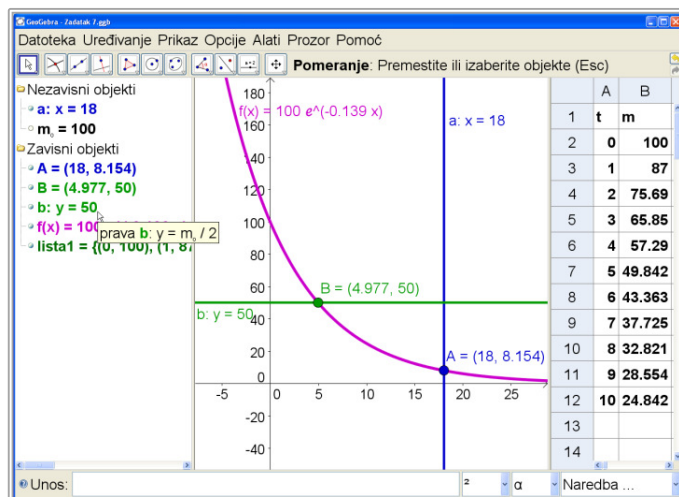 GeoGebra - Zadatak 7.ggb
Datoteka Uređivanje Prikaz Opcije Alati Prozor Pomoć
Pomeranje: Premestite ili izaberite objekte (Esc)
Nezavisni objekti
a: x = 18
m₀ = 100
Zavisni objekti
A = (18, 8.154)
B = (4.977, 50)
b: y = 50
f(x) = 100
prava b: y = m₀ / 2
lista1 = {(0, 100), (1, 87
f(x) = 100 e^(-0.139 x)
a: x = 18
B = (4.977, 50)
b: y = 50
A = (18, 8.154)
180
160
140
120
100
80
60
40
20
0
-20
-40
-5 0 5 10 15 20 25
A B
1 t m
2 0 100
3 1 87
4 2 75.69
5 3 65.85
6 4 57.29
7 5 49.842
8 6 43.363
9 7 37.725
10 8 32.821
11 9 28.554
12 10 24.842
13
14
Unos: ² α Naredba ...